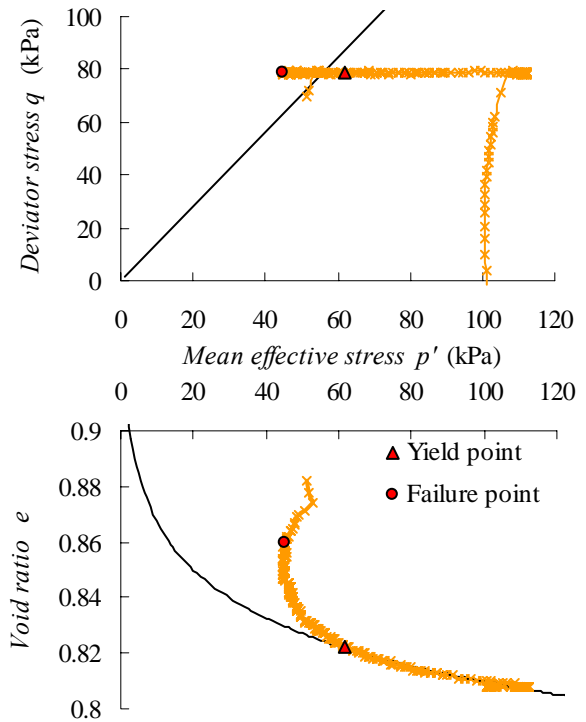 Deviator stress q (kPa)
100
80
60
40
20
0
0 20 40 60 80 100 120
Mean effective stress p' (kPa)
0 20 40 60 80 100 120
Void ratio e
0.9
0.88
0.86
0.84
0.82
0.8
Yield point
Failure point